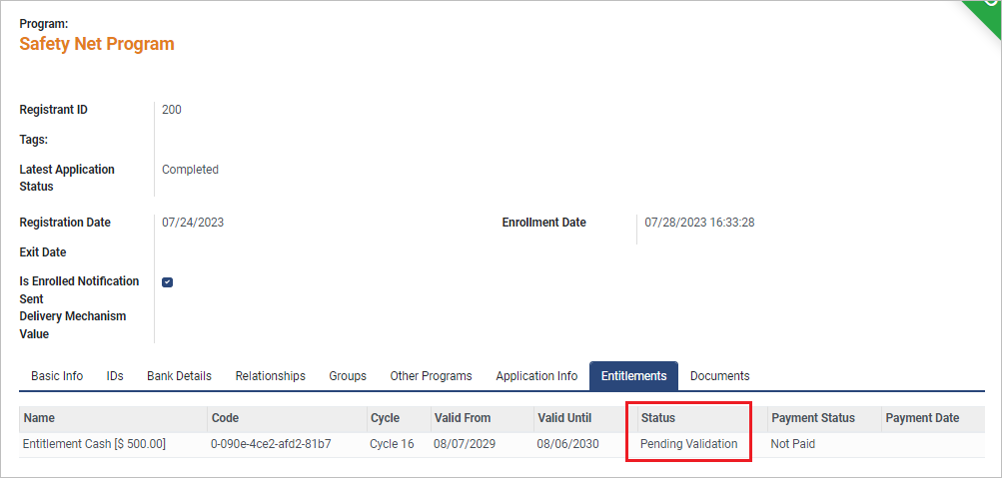 Program:
Safety Net Program
Registrant ID 200
Tags:
Latest Application Completed
Status
Registration Date 07/24/2023 Enrollment Date 07/28/2023 16:33:28
Exit Date
Is Enrolled Notification
Sent
Delivery Mechanism
Value
Basic Info IDs Bank Details Relationships Groups Other Programs Application Info Entitlements Documents
Name Code Cycle Valid From Valid Until Status Payment Status Payment Date
Entitlement Cash [$ 500.00] 0-090e-4ce2-afd2-81b7 Cycle 16 08/07/2029 08/06/2030 Pending Validation Not Paid